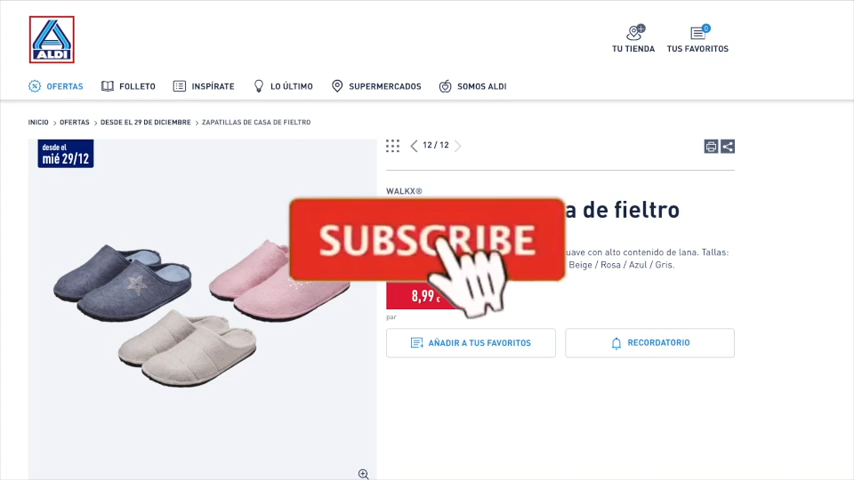 ALDI
TU TIENDA
0
TUS FAVORITOS
OFERTAS
FOLLETO
INSPÍRATE
LO ÚLTIMO
SUPERMERCADOS
SOMOS ALDI
INICIO > OFERTAS > DESDE EL 29 DE DICIEMBRE > ZAPATILLAS DE CASA DE FIELTRO
desde el
mié 29/12
12 / 12
WALKX®
a de fieltro
SUBSCRIBE
uave con alto contenido de lana. Tallas:
Beige / Rosa / Azul / Gris.
8,99 €
par
AÑADIR A TUS FAVORITOS
RECORDATORIO